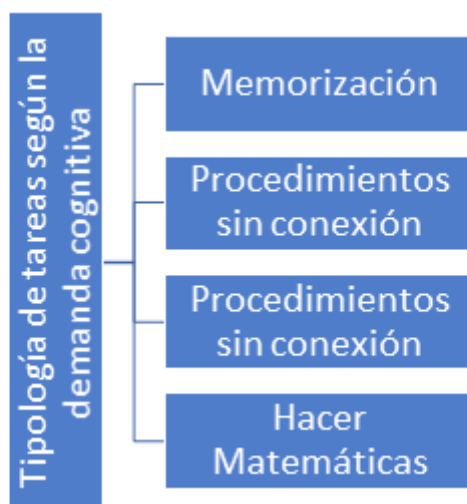 Tipología de tareas según la
demanda cognitiva
Memorización
Procedimientos
sin conexión
Procedimientos
sin conexión
Hacer
Matemáticas